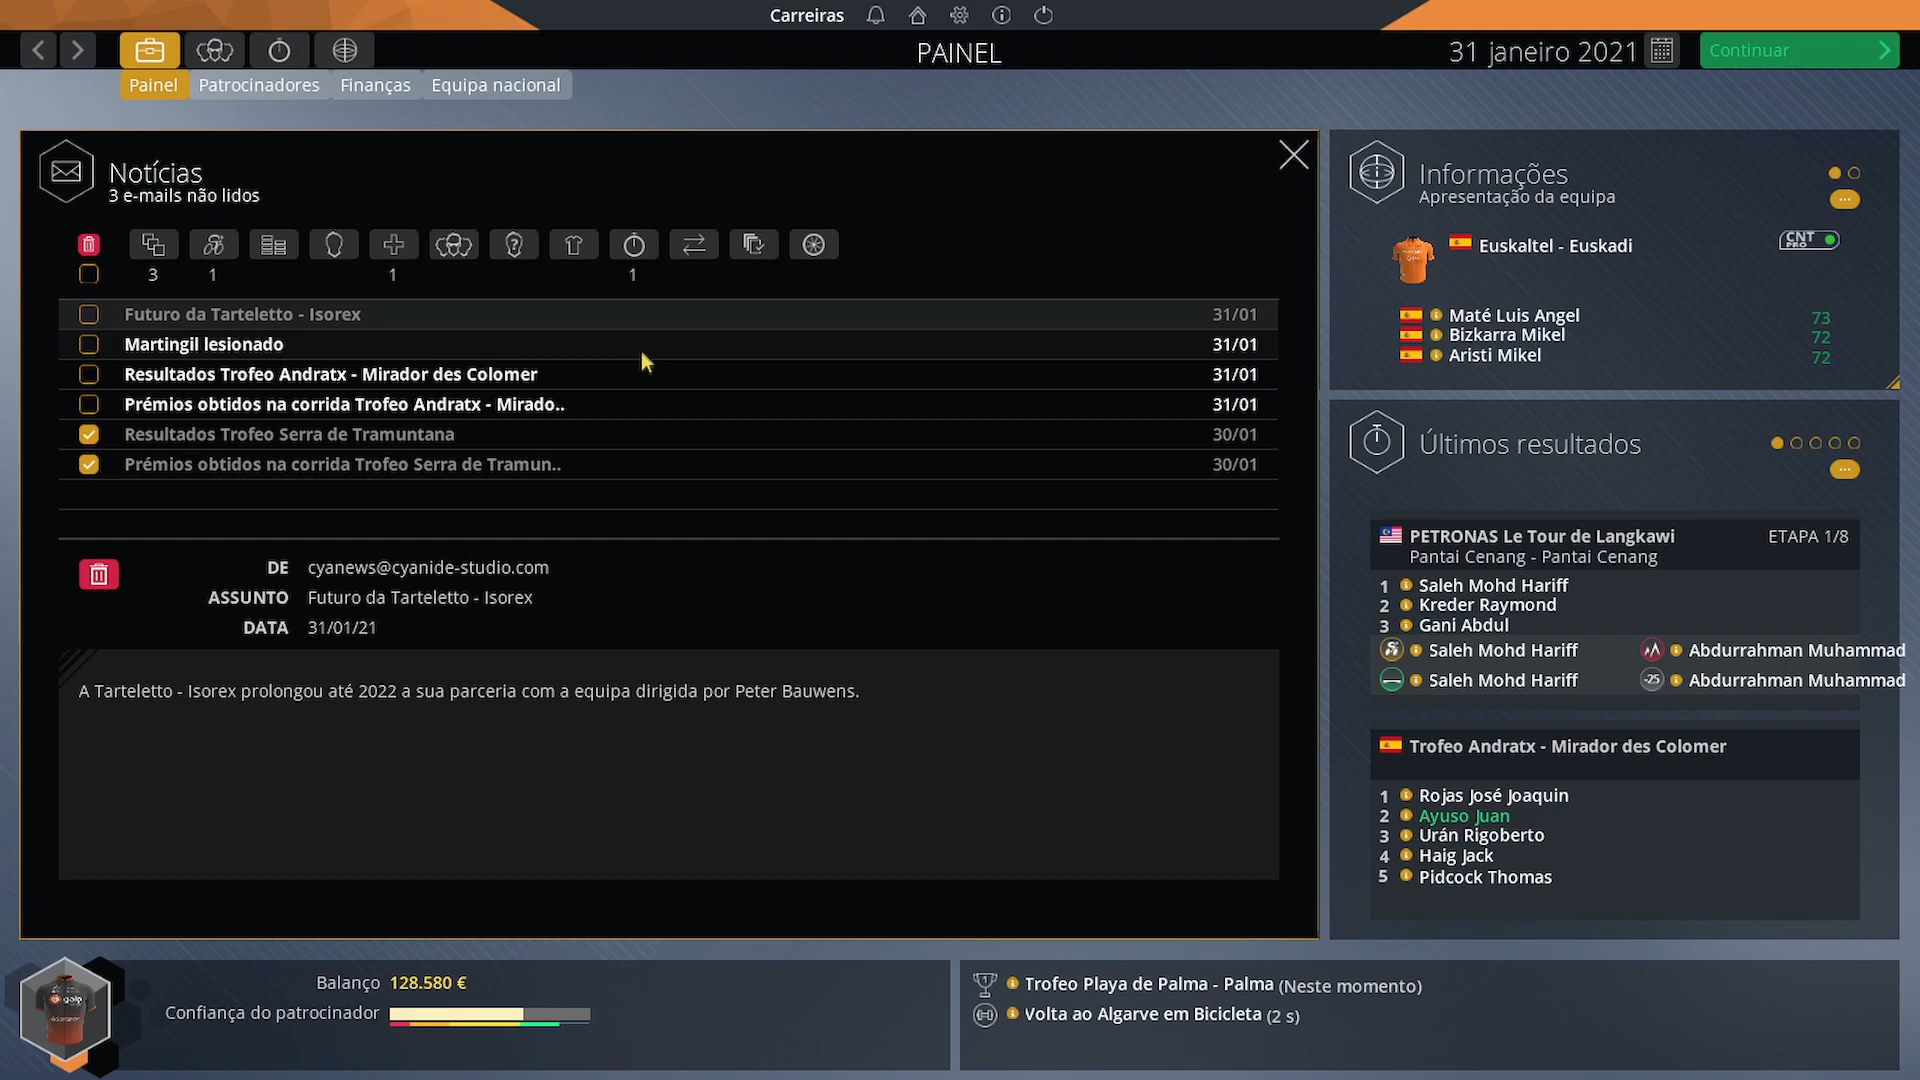 Carreiras
PAINEL
31 janeiro 2021
Continuar
Painel
Patrocinadores
Finanças
Equipa nacional
Notícias
3 e-mails não lidos
3
1
1
1
Futuro da Tarteletto - Isorex 31/01
Martingil lesionado 31/01
Resultados Trofeo Andratx - Mirador des Colomer 31/01
Prémios obtidos na corrida Trofeo Andratx - Mirado.. 31/01
Resultados Trofeo Serra de Tramuntana 30/01
Prémios obtidos na corrida Trofeo Serra de Tramun.. 30/01
DE cyanews@cyanide-studio.com
ASSUNTO Futuro da Tarteletto - Isorex
DATA 31/01/21
A Tarteletto - Isorex prolongou até 2022 a sua parceria com a equipa dirigida por Peter Bauwens.
Informações
Apresentação da equipa
Euskaltel - Euskadi
CNT PRO
Maté Luis Angel 73
Bizkarra Mikel 72
Aristi Mikel 72
Últimos resultados
PETRONAS Le Tour de Langkawi ETAPA 1/8
Pantai Cenang - Pantai Cenang
1 Saleh Mohd Hariff
2 Kreder Raymond
3 Gani Abdul
Saleh Mohd Hariff Abdurrahman Muhammad
Saleh Mohd Hariff -25 Abdurrahman Muhammad
Trofeo Andratx - Mirador des Colomer
1 Rojas José Joaquin
2 Ayuso Juan
3 Urán Rigoberto
4 Haig Jack
5 Pidcock Thomas
galp
Balanço 128.580 €
Confiança do patrocinador
Trofeo Playa de Palma - Palma (Neste momento)
Volta ao Algarve em Bicicleta (2 s)